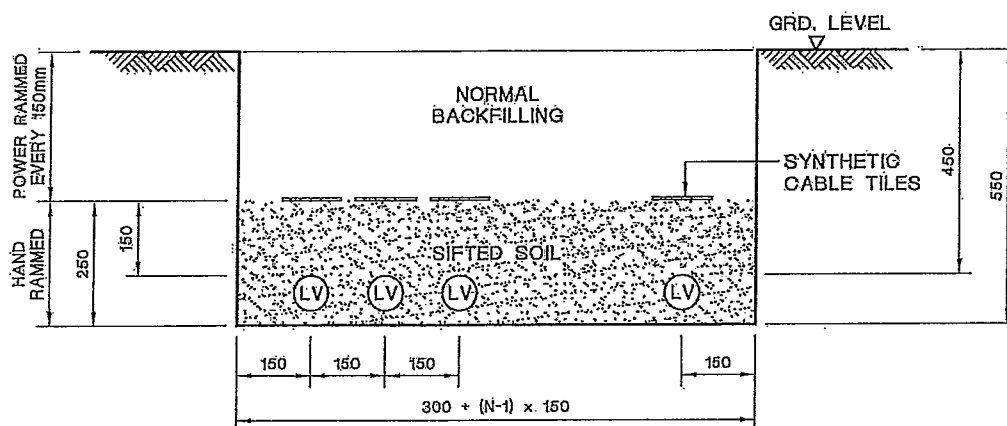 GRD. LEVEL
POWER RAMMED
EVERY 150mm
NORMAL
BACKFILLING
SYNTHETIC
CABLE TILES
450
550
HAND
RAMMED
250
150
SIFTED SOIL
LV LV LV LV
150 150 150 150
300 + (N-1) x 150